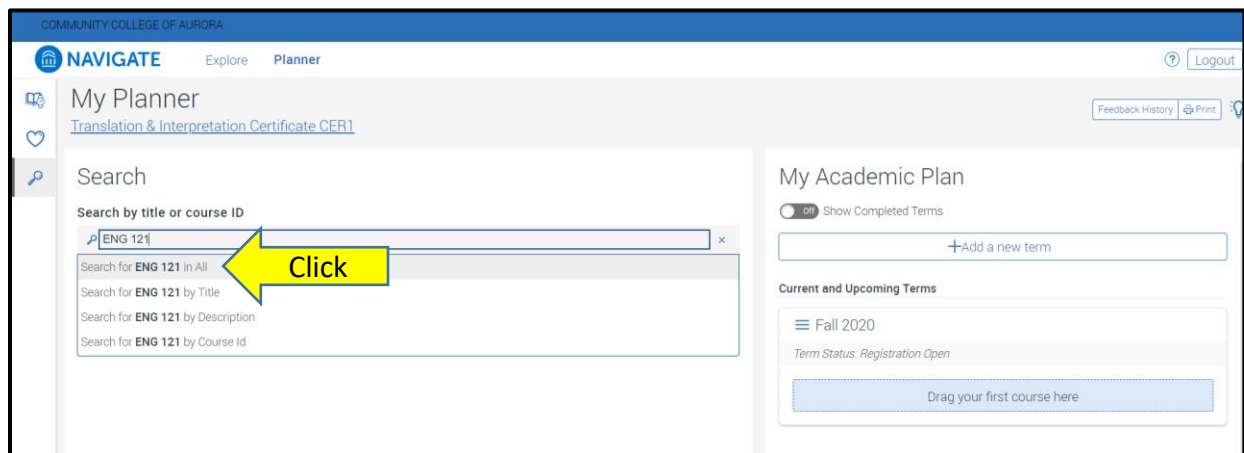 COMMUNITY COLLEGE OF AURORA
NAVIGATE Explore Planner
? Logout
My Planner
Translation & Interpretation Certificate CER1
Feedback History Print
Search
Search by title or course ID
ENG 121
×
Search for ENG 121 in All
Click
Search for ENG 121 by Title
Search for ENG 121 by Description
Search for ENG 121 by Course Id
My Academic Plan
Off Show Completed Terms
+Add a new term
Current and Upcoming Terms
Fall 2020
Term Status: Registration Open
Drag your first course here